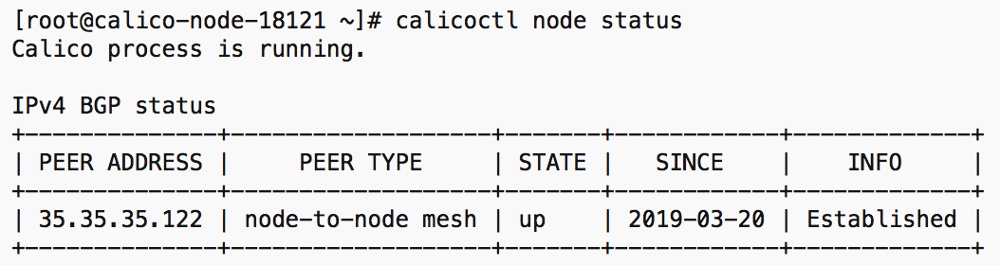 [root@calico-node-18121 ~]# calicoctl node status
Calico process is running.

IPv4 BGP status
+--------------+-------------------+-------+------------+-------------+
| PEER ADDRESS |     PEER TYPE     | STATE |   SINCE    |    INFO     |
+--------------+-------------------+-------+------------+-------------+
| 35.35.35.122 | node-to-node mesh | up    | 2019-03-20 | Established |
+--------------+-------------------+-------+------------+-------------+